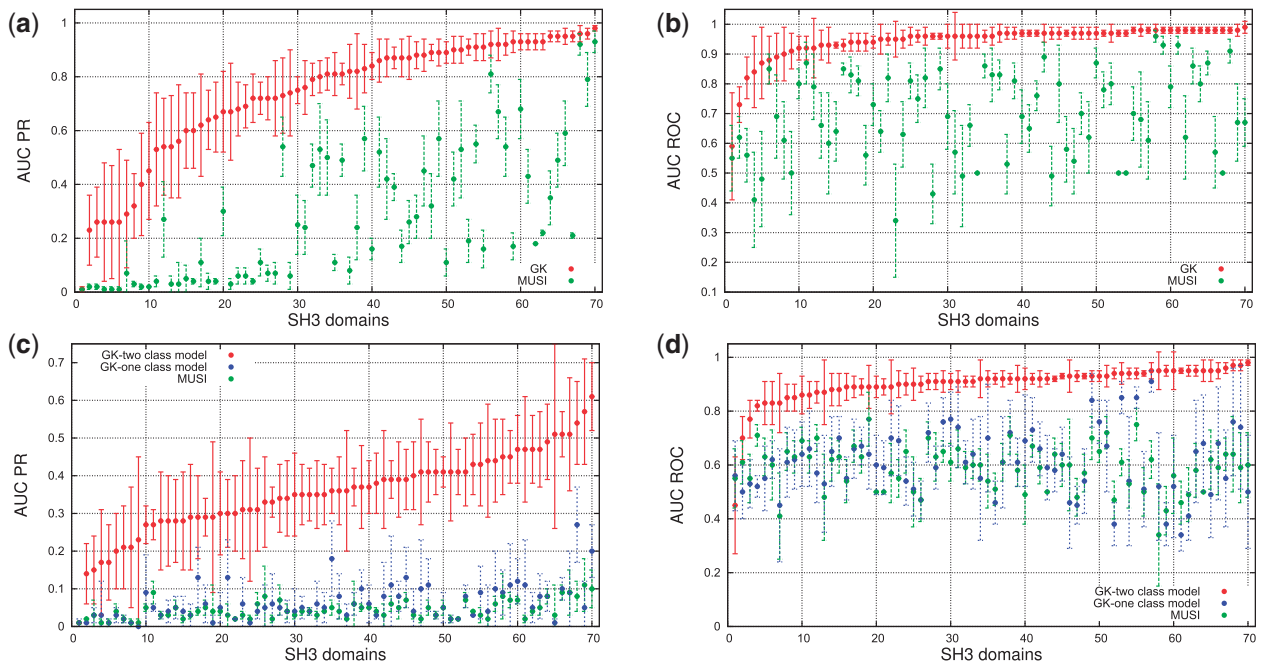 (a)
1
0.8
0.6
0.4
0.2
0
AUC PR
1 10 20 30 40 50 60 70
SH3 domains
GK
MUSI
(b)
1
0.9
0.8
0.7
0.6
0.5
0.4
0.3
0.2
0.1
AUC ROC
1 10 20 30 40 50 60 70
SH3 domains
GK
MUSI
(c)
GK-two class model
GK-one class model
MUSI
0.7
0.6
0.5
0.4
0.3
0.2
0.1
0
AUC PR
1 10 20 30 40 50 60 70
SH3 domains
(d)
1
0.8
0.6
0.4
0.2
0
AUC ROC
GK-two class model
GK-one class model
MUSI
1 10 20 30 40 50 60 70
SH3 domains